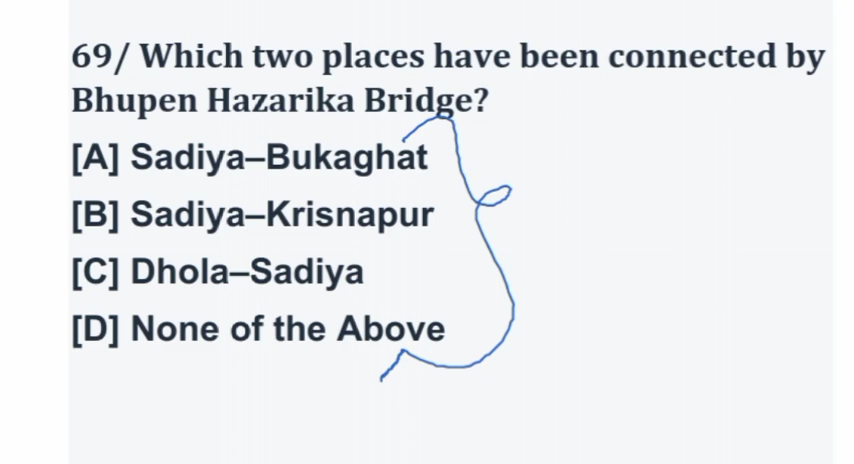 69/ Which two places have been connected by
Bhupen Hazarika Bridge?
[A] Sadiya–Bukaghat
[B] Sadiya–Krisnapur
[C] Dhola–Sadiya
[D] None of the Above